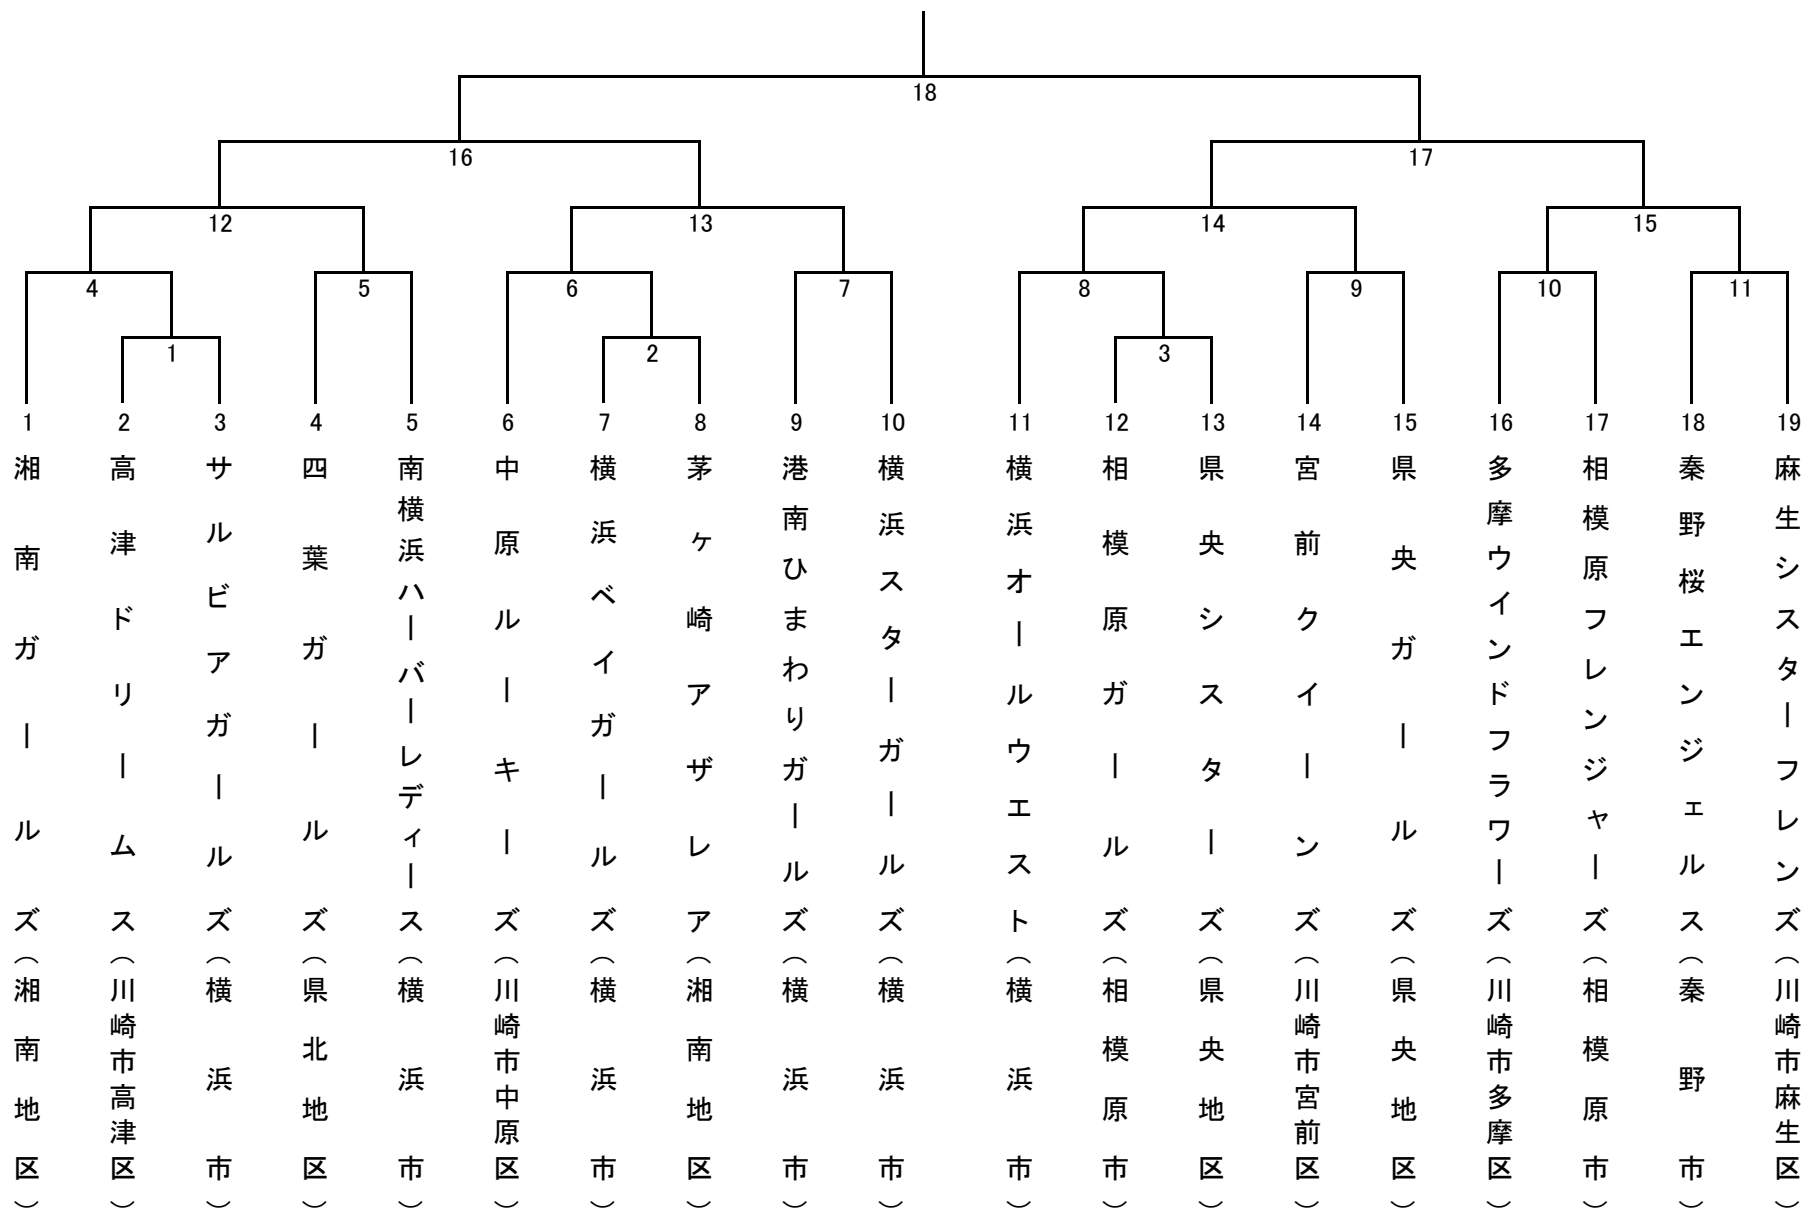 18
16
17
12
13
14
15
4
5
6
7
8
9
10
11
1
2
3
1 湘南ガールズ（湘南地区）
2 高津ドリームス（川崎市高津区）
3 サルビアガールズ（横浜市）
4 四葉ガールズ（県北地区）
5 南横浜ハーバーレディース（横浜市）
6 中原ルーキーズ（川崎市中原区）
7 横浜ベイガールズ（横浜市）
8 茅ヶ崎アザレア（湘南地区）
9 港南ひまわりガールズ（横浜市）
10 横浜スターガールズ（横浜市）
11 横浜オールウエスト（横浜市）
12 相模原ガールズ（相模原市）
13 県央シスターズ（県央地区）
14 宮前クイーンズ（川崎市宮前区）
15 県央ガールズ（県央地区）
16 多摩ウインドフラワーズ（川崎市多摩区）
17 相模原フレンジャーズ（相模原市）
18 秦野桜エンジェルス（秦野市）
19 麻生シスターフレンズ（川崎市麻生区）